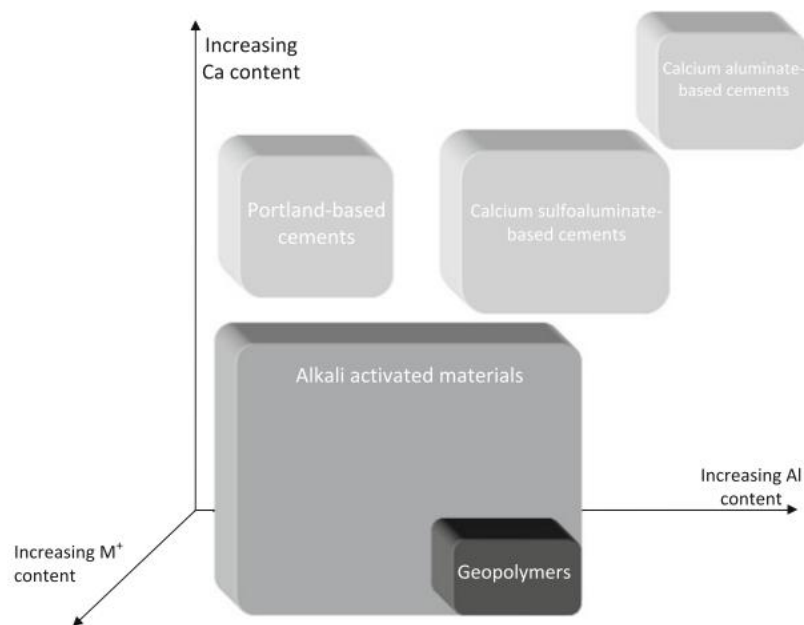 Increasing
Ca content
Calcium aluminate-
based cements
Portland-based
cements
Calcium sulfoaluminate-
based cements
Alkali activated materials
Increasing Al
content
Increasing M⁺
content
Geopolymers